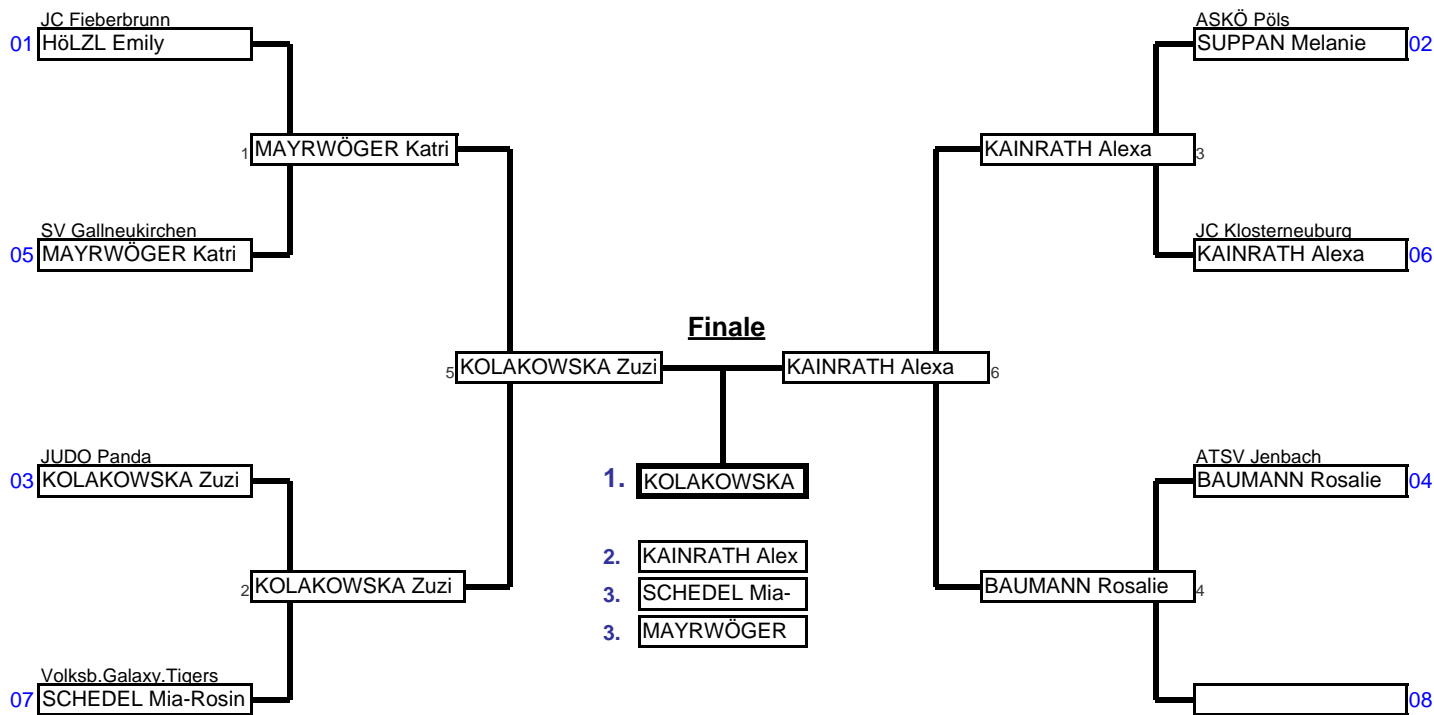 JC Fieberbrunn
01 HöLZL Emily
ASKÖ Pöls
SUPPAN Melanie 02
1 MAYRWÖGER Katri
KAINRATH Alexa 3
SV Gallneukirchen
05 MAYRWÖGER Katri
JC Klosterneuburg
KAINRATH Alexa 06
Finale
5 KOLAKOWSKA Zuzi
KAINRATH Alexa 6
JUDO Panda
03 KOLAKOWSKA Zuzi
1. KOLAKOWSKA
ATSV Jenbach
BAUMANN Rosalie 04
2. KAINRATH Alex
2 KOLAKOWSKA Zuzi
3. SCHEDEL Mia-
BAUMANN Rosalie 4
3. MAYRWÖGER
Volksb.Galaxy.Tigers
07 SCHEDEL Mia-Rosin
08